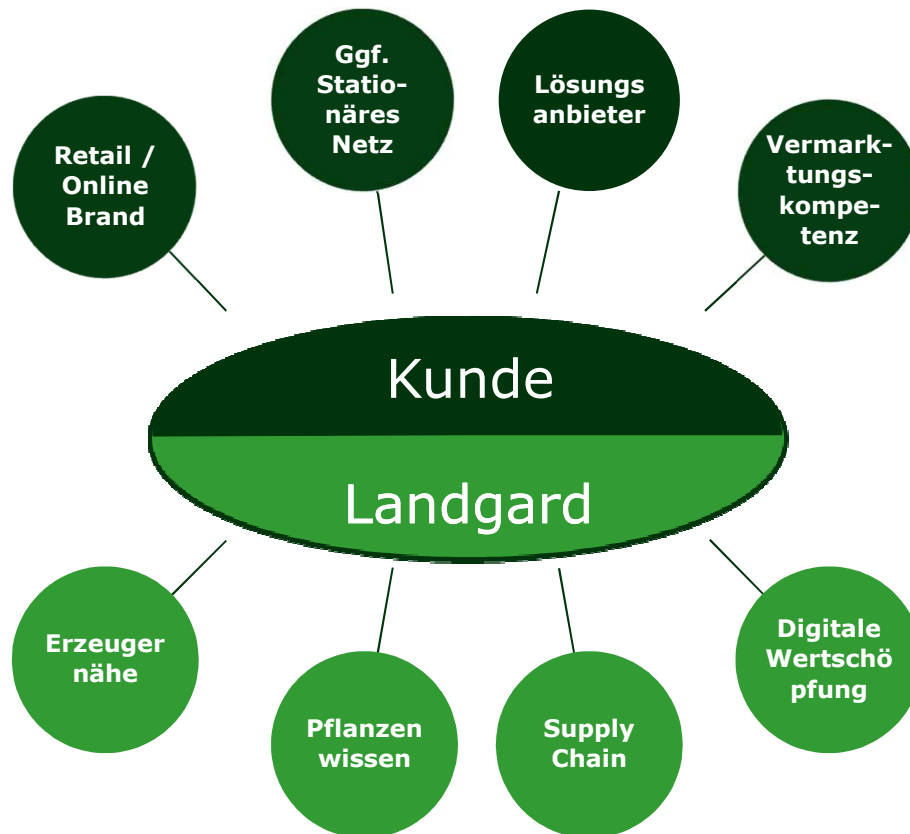 Ggf.
Statio-
näres
Netz
Lösungs
anbieter
Retail /
Online
Brand
Vermark-
tungs-
kompe-
tenz
Kunde
Landgard
Erzeuger
nähe
Pflanzen
wissen
Supply
Chain
Digitale
Wertschö
pfung